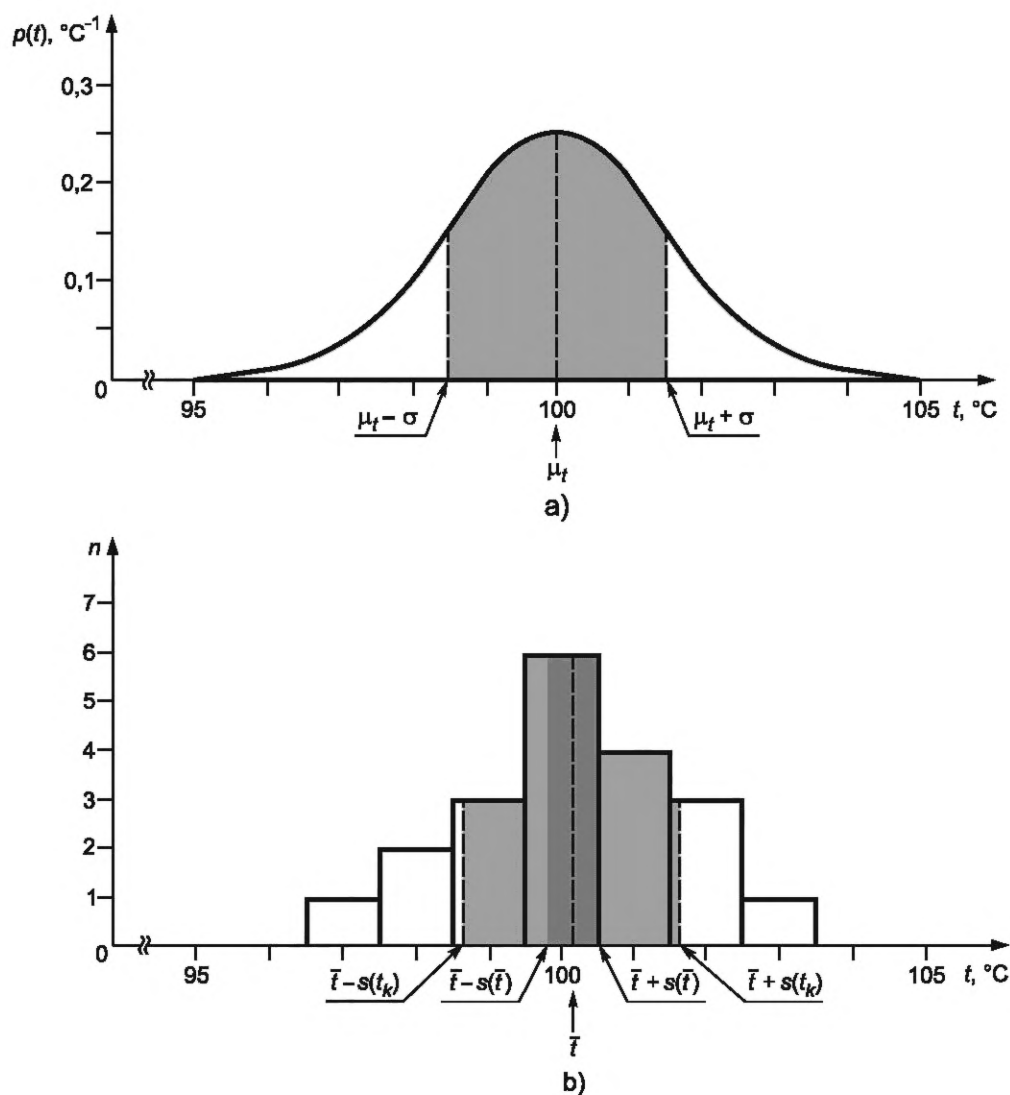 p(t), °C⁻¹
0,3
0,2
0,1
0
95 100 105 t, °C
μt – σ μt + σ
μt
a)
n
7
6
5
4
3
2
1
0
95 100 105 t, °C
t̄ – s(tk) t̄ – s(t̄) t̄ + s(t̄) t̄ + s(tk)
t̄
b)